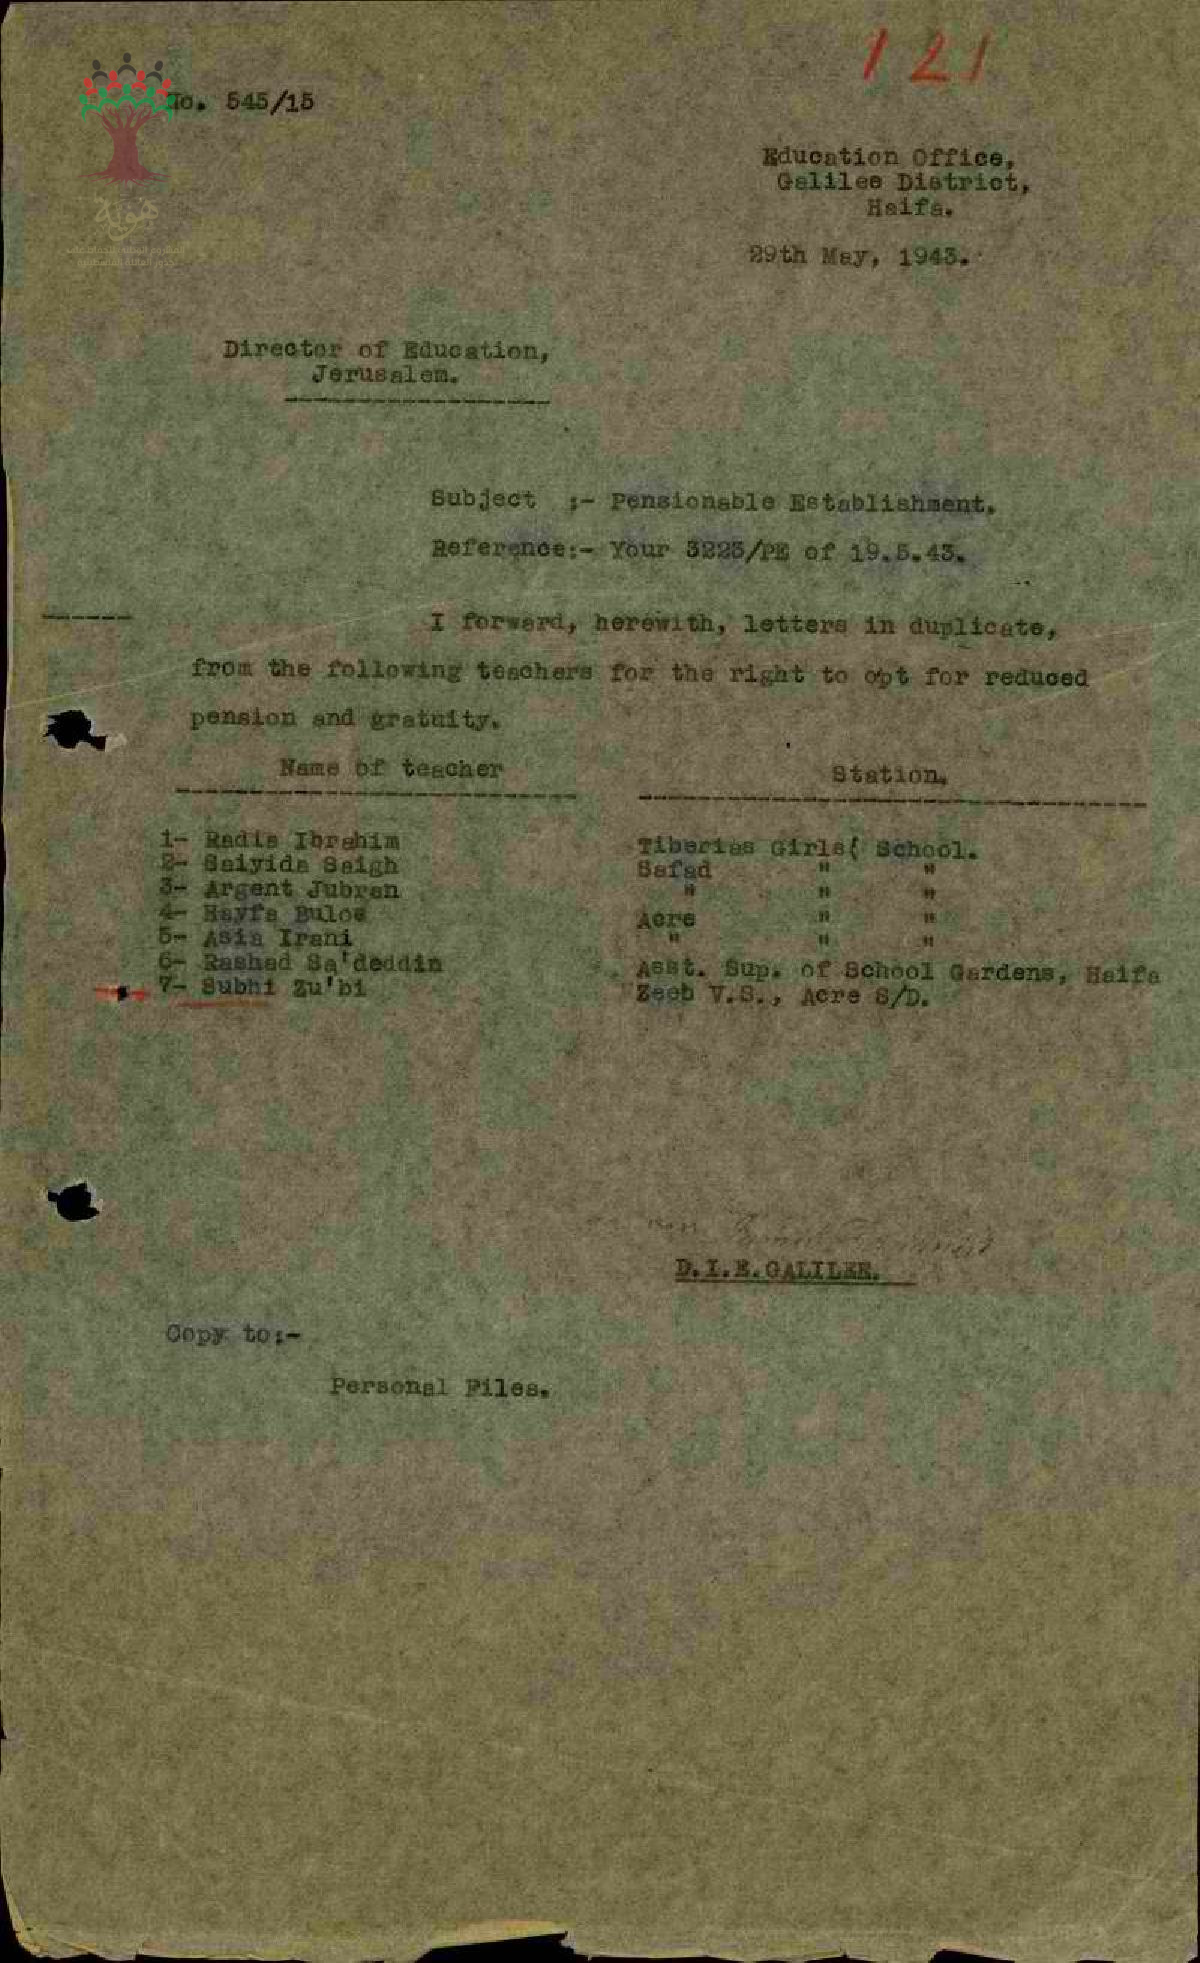 121
No. 545/15
Education Office,
Galilee District,
Haifa.
29th May, 1943.
Director of Education,
Jerusalem.
Subject :- Pensionable Establishment.
Reference:- Your 3223/PE of 19.5.43.
I forward, herewith, letters in duplicate,
from the following teachers for the right to opt for reduced
pension and gratuity.
Name of teacher Station.
1- Radia Ibrahim Tiberias Girls( School.
2- Saiyida Saigh Safad " "
3- Argent Jubran " " "
4- Hayfa Bulos Acre " "
5- Asia Irani " " "
6- Rashad Sa'deddin Asst. Sup. of School Gardens, Haifa
7- Subhi Zu'bi Zeeb V.S., Acre S/D.
D.I.E.GALILEE.
Copy to:-
Personal Files.
هوية